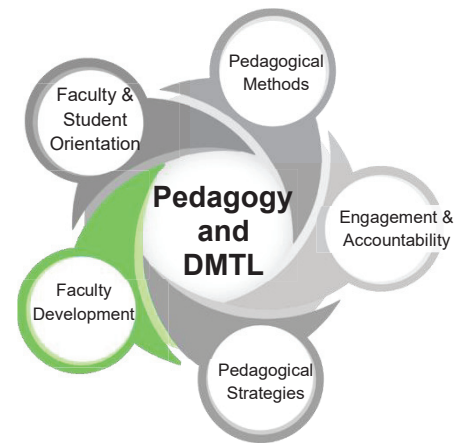 Pedagogical
Methods
Faculty &
Student
Orientation
Pedagogy
and
DMTL
Engagement &
Accountability
Faculty
Development
Pedagogical
Strategies